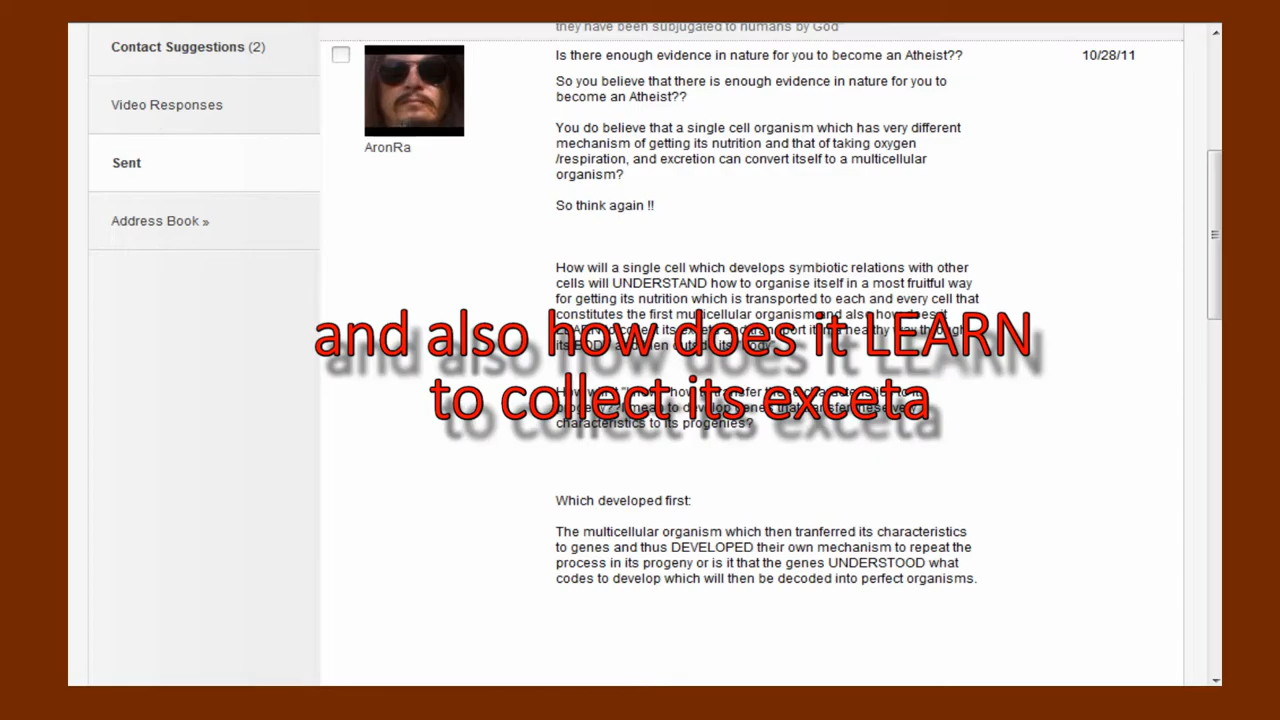 they have been subjugated to humans by God"
Contact Suggestions (2)
Is there enough evidence in nature for you to become an Atheist??
10/28/11
So you believe that there is enough evidence in nature for you to
become an Atheist??
Video Responses
You do believe that a single cell organism which has very different
mechanism of getting its nutrition and that of taking oxygen
/respiration, and excretion can convert itself to a multicellular
organism?
AronRa
Sent
So think again !!
Address Book »
How will a single cell which develops symbiotic relations with other
cells will UNDERSTAND how to organise itself in a most fruitful way
for getting its nutrition which is transported to each and every cell that
constitutes the first multicellular organism and also how does it
and also how does it LEARN
to collect its exceta
characteristics to its progenies?
Which developed first:
The multicellular organism which then tranferred its characteristics
to genes and thus DEVELOPED their own mechanism to repeat the
process in its progeny or is it that the genes UNDERSTOOD what
codes to develop which will then be decoded into perfect organisms.